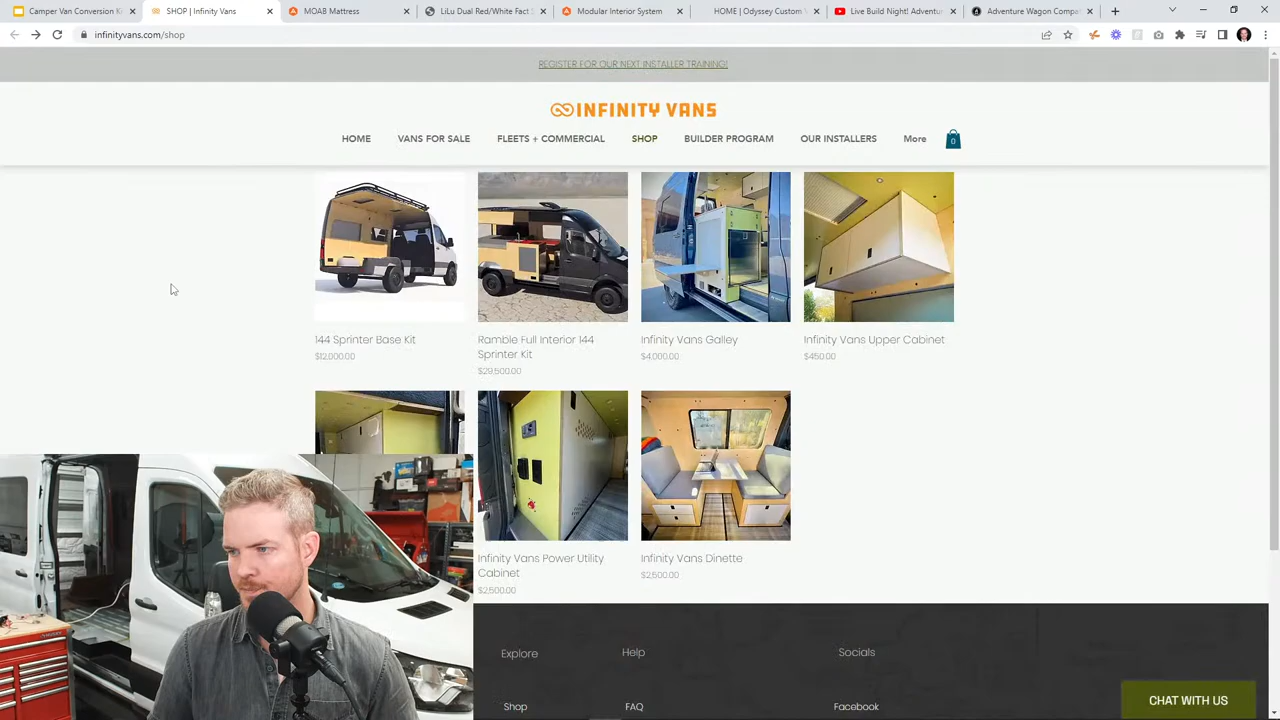 Camper Van Conversion Ki
SHOP | Infinity Vans
MOAB Mattress
LiLu Dual Red/White Fact S
Modular Interior System
HOME | Odyssey Custom V
Live Build Night! Adventur
Adventure Wagon Compa
infinityvans.com/shop
REGISTER FOR OUR NEXT INSTALLER TRAINING!
INFINITY VANS
HOME
VANS FOR SALE
FLEETS + COMMERCIAL
SHOP
BUILDER PROGRAM
OUR INSTALLERS
More
0
144 Sprinter Base Kit
$12,000.00
Ramble Full Interior 144
Sprinter Kit
$29,500.00
Infinity Vans Galley
$4,000.00
Infinity Vans Upper Cabinet
$450.00
Infinity Vans Power Utility
Cabinet
$2,500.00
Infinity Vans Dinette
$2,500.00
Explore
Help
Socials
Shop
FAQ
Facebook
CHAT WITH US